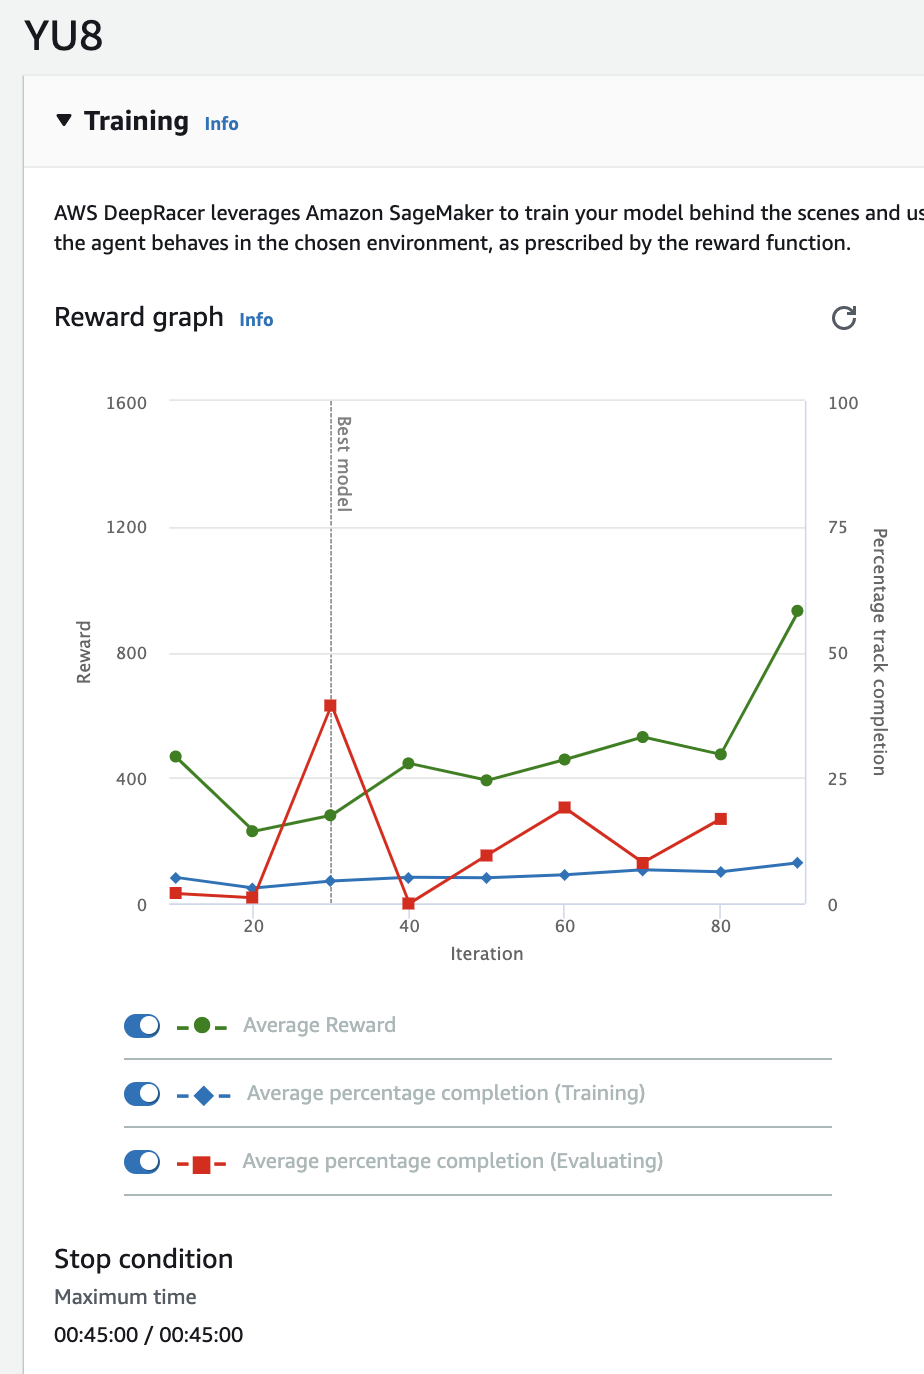 YU8
Training Info
AWS DeepRacer leverages Amazon SageMaker to train your model behind the scenes and us
the agent behaves in the chosen environment, as prescribed by the reward function.
Reward graph Info
1600
1200
800
400
0
Reward
Best model
100
75
50
25
0
Percentage track completion
20
40
60
80
Iteration
Average Reward
Average percentage completion (Training)
Average percentage completion (Evaluating)
Stop condition
Maximum time
00:45:00 / 00:45:00